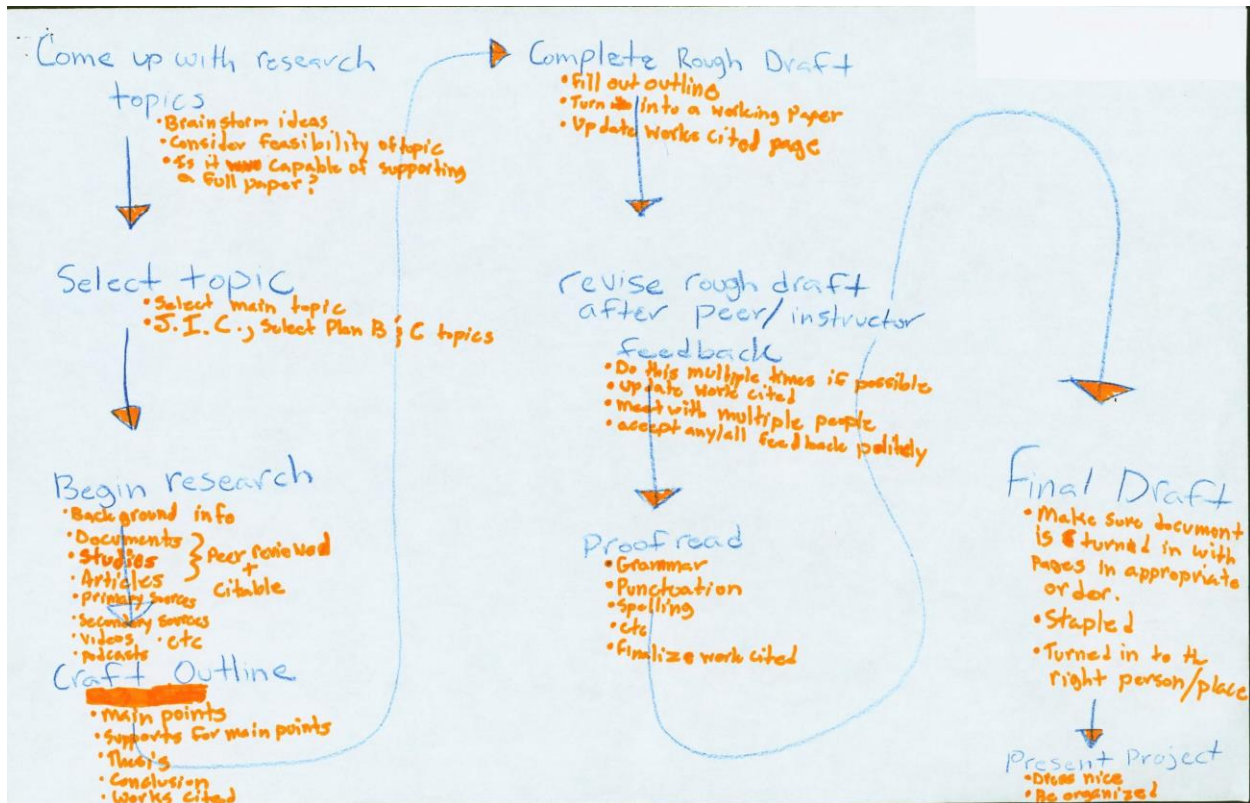 Come up with research
topics
• Brainstorm ideas
• Consider feasibility of topic
• Is it capable of supporting
a full paper?
Select topic
• Select main topic
• J.I.C., Select Plan B & C topics
Begin research
• Background info
• Documents
• Studies
• Articles
Peer reviewed
+
Citable
• primary sources
• Secondary sources
• Videos • etc
• podcasts
Craft Outline
• main points
• supports for main points
• Thesis
• Conclusion
• Works cited
Complete Rough Draft
• Fill out outline
• Turn into a working Paper
• Update works cited page
revise rough draft
after peer/instructor
feedback
• Do this multiple times if possible
• update work cited
• meet with multiple people
• accept any/all feedback politely
Proofread
• Grammar
• Punctuation
• Spelling
• etc
• Finalize work cited
Final Draft
• Make sure document
is turned in with
pages in appropriate
order.
• Stapled
• Turned in to the
right person/place
Present Project
• Dress nice
• Be organized